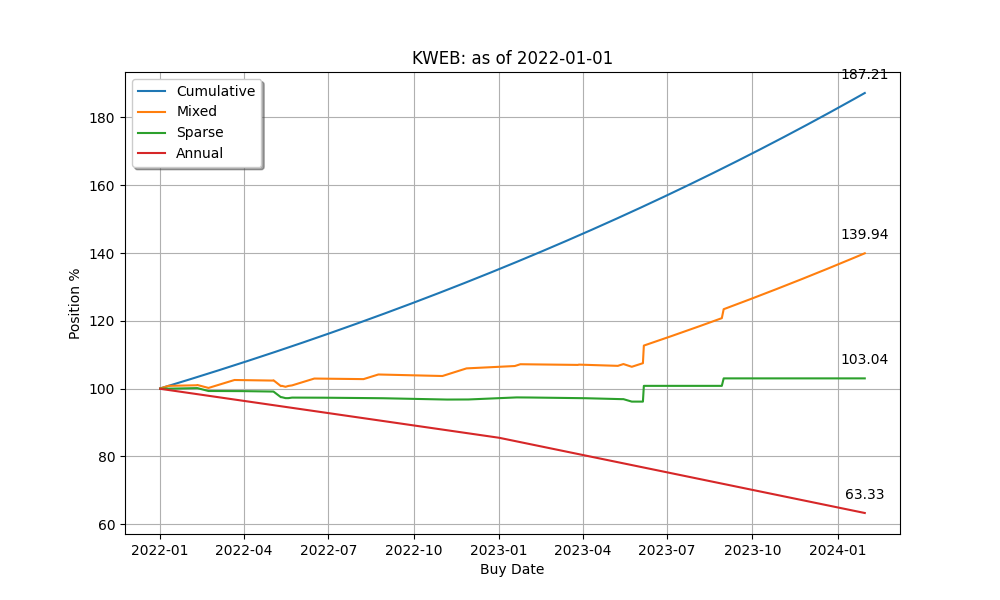 KWEB: as of 2022-01-01
187.21
Cumulative
Mixed
Sparse
Annual
180
160
139.94
140
120
103.04
100
80
63.33
60
Position %
2022-01 2022-04 2022-07 2022-10 2023-01 2023-04 2023-07 2023-10 2024-01
Buy Date